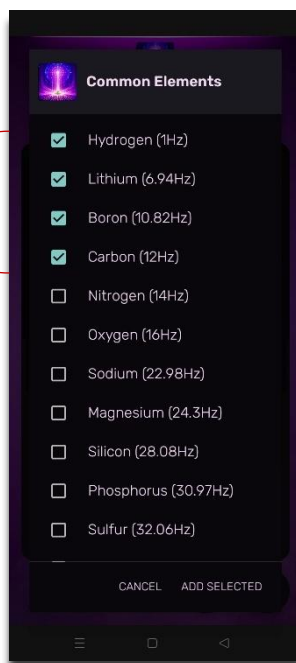 Common Elements
Hydrogen (1Hz)
Lithium (6.94Hz)
Boron (10.82Hz)
Carbon (12Hz)
Nitrogen (14Hz)
Oxygen (16Hz)
Sodium (22.98Hz)
Magnesium (24.3Hz)
Silicon (28.08Hz)
Phosphorus (30.97Hz)
Sulfur (32.06Hz)
CANCEL ADD SELECTED